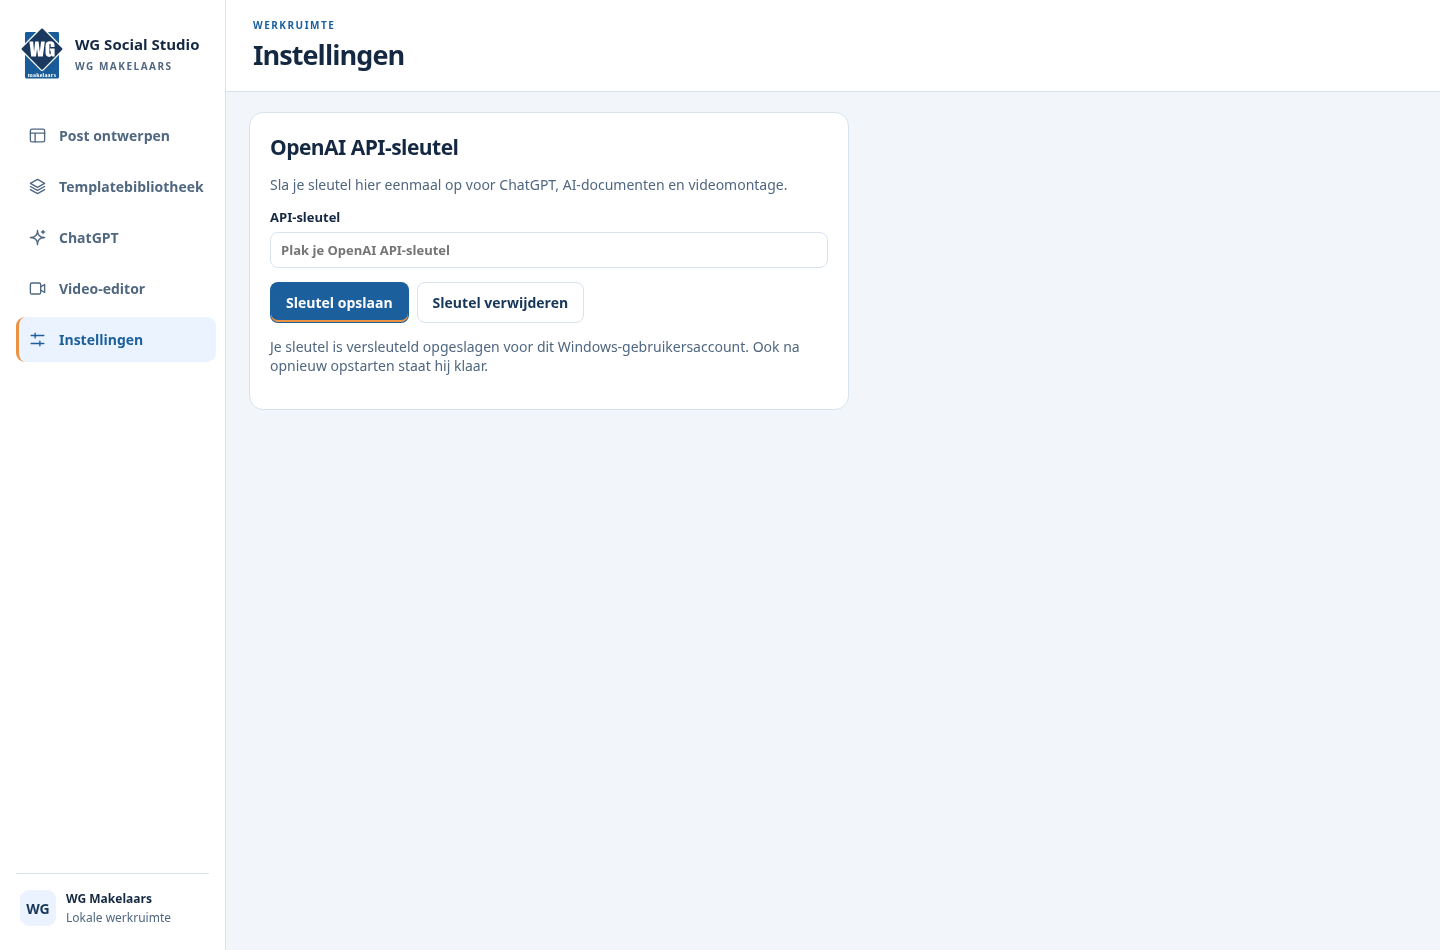 WG
makelaars
WG Social Studio
WG MAKELAARS
Post ontwerpen
Templatebibliotheek
ChatGPT
Video-editor
Instellingen
WG
WG Makelaars
Lokale werkruimte
WERKRUIMTE
Instellingen
OpenAI API-sleutel
Sla je sleutel hier eenmaal op voor ChatGPT, AI-documenten en videomontage.
API-sleutel
Plak je OpenAI API-sleutel
Sleutel opslaan
Sleutel verwijderen
Je sleutel is versleuteld opgeslagen voor dit Windows-gebruikersaccount. Ook na
opnieuw opstarten staat hij klaar.